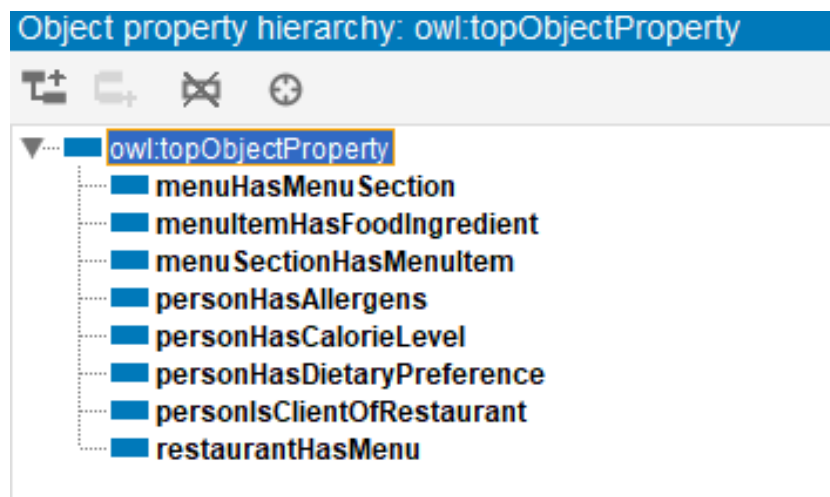 Object property hierarchy: owl:topObjectProperty
owl:topObjectProperty
menuHasMenuSection
menuItemHasFoodIngredient
menuSectionHasMenuItem
personHasAllergens
personHasCalorieLevel
personHasDietaryPreference
personIsClientOfRestaurant
restaurantHasMenu